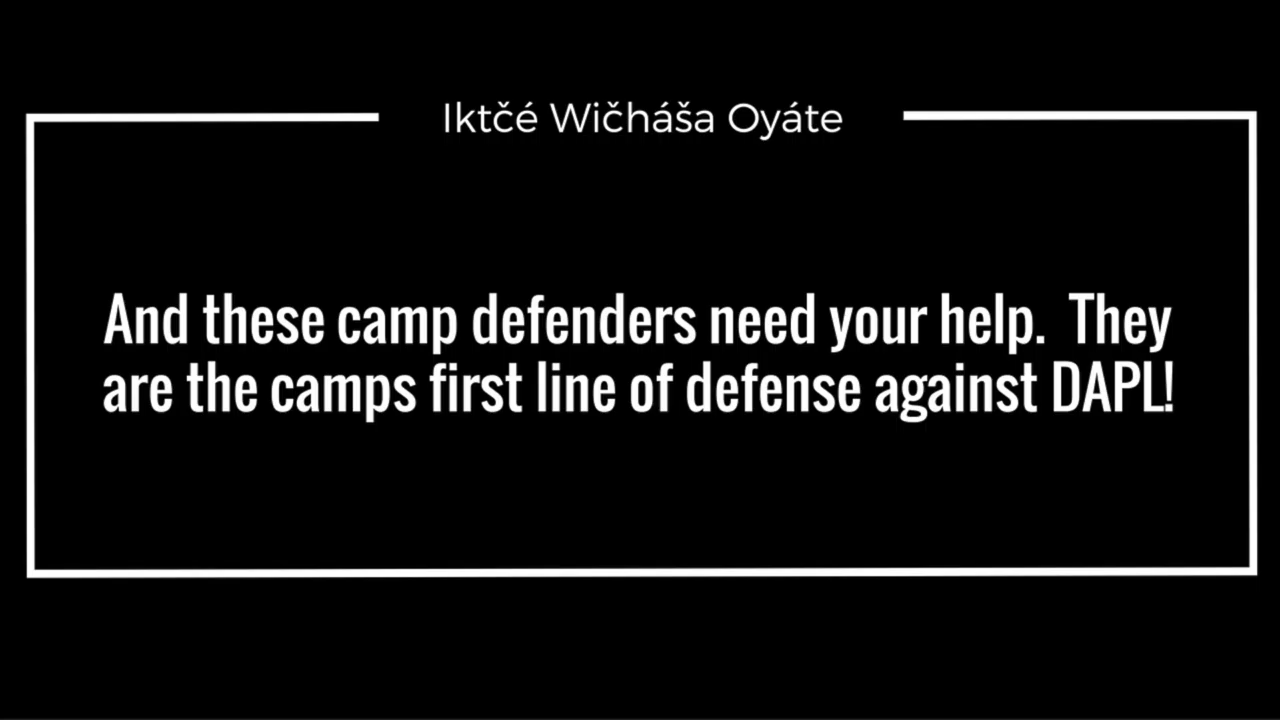 Iktčé Wičháša Oyáte
And these camp defenders need your help.  They
are the camps first line of defense against DAPL!